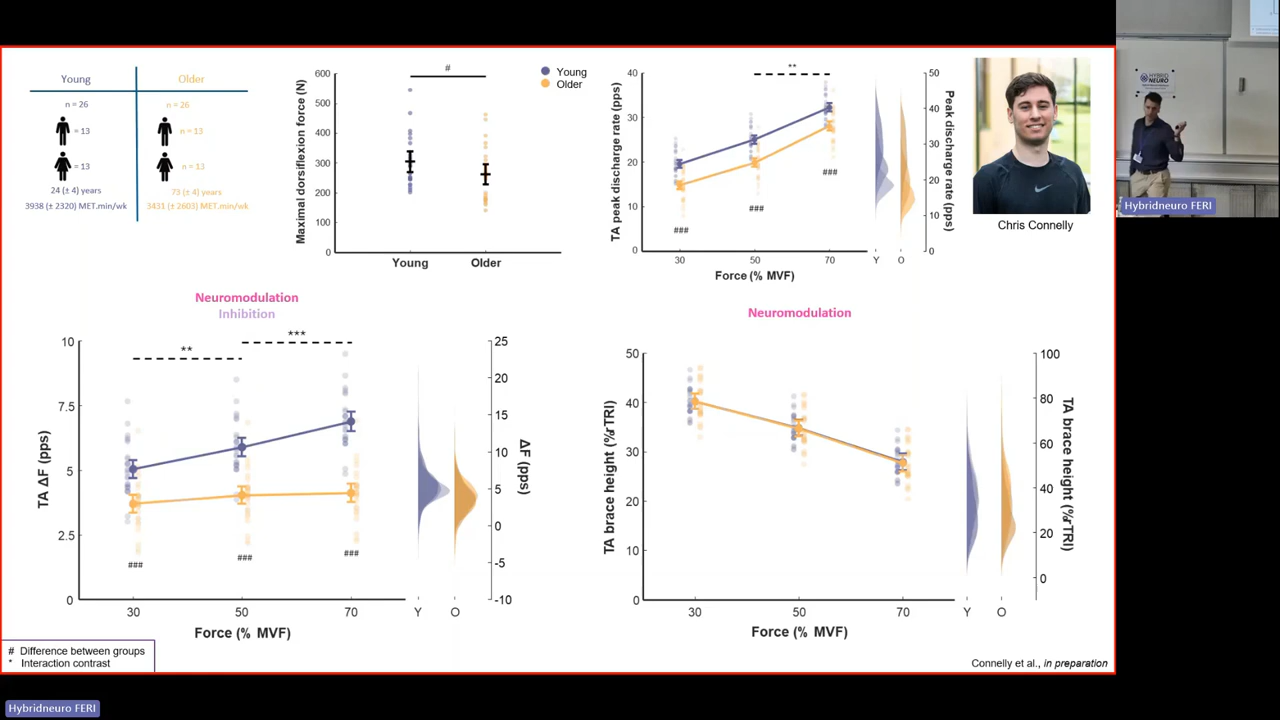 Young
Older
n = 26
n = 26
= 13
n = 13
=13
n = 13
24 (± 4) years
73 (± 4) years
3938 (± 2320) MET.min/wk
3431 (± 2603) MET.min/wk
Maximal dorsiflexion force (N)
600
500
400
300
200
100
0
#
Young
Older
Young
Older
TA peak discharge rate (pps)
40
30
20
10
0
**
###
###
###
30
50
70
Force (% MVF)
Y
O
50
40
30
20
10
0
Peak discharge rate (pps)
Chris Connelly
HYBRID
NEURO
Hybridneuro FERI
Neuromodulation
Inhibition
TA ΔF (pps)
10
7.5
5
2.5
0
**
***
###
###
###
30
50
70
Force (% MVF)
Y
O
25
20
15
10
5
0
-5
-10
ΔF (pps)
Neuromodulation
TA brace height (%rTRI)
50
40
30
20
10
0
30
50
70
Force (% MVF)
Y
O
100
80
60
40
20
0
TA brace height (%rTRI)
# Difference between groups
* Interaction contrast
Connelly et al., in preparation
Hybridneuro FERI